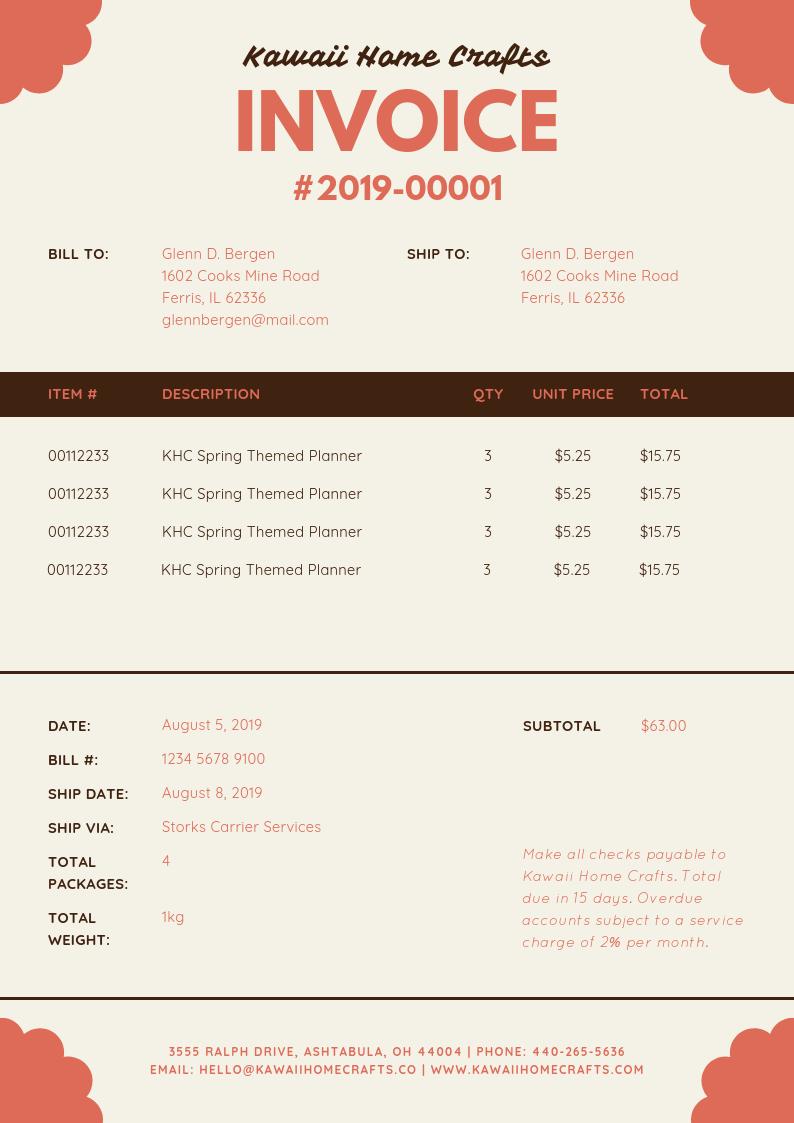 Kawaii Home Crafts
INVOICE
#2019-00001
BILL TO: Glenn D. Bergen SHIP TO: Glenn D. Bergen
1602 Cooks Mine Road 1602 Cooks Mine Road
Ferris, IL 62336 Ferris, IL 62336
glennbergen@mail.com
ITEM # DESCRIPTION QTY UNIT PRICE TOTAL
00112233 KHC Spring Themed Planner 3 $5.25 $15.75
00112233 KHC Spring Themed Planner 3 $5.25 $15.75
00112233 KHC Spring Themed Planner 3 $5.25 $15.75
00112233 KHC Spring Themed Planner 3 $5.25 $15.75
DATE: August 5, 2019 SUBTOTAL $63.00
BILL #: 1234 5678 9100
SHIP DATE: August 8, 2019
SHIP VIA: Storks Carrier Services
TOTAL 4
PACKAGES:
TOTAL 1kg
WEIGHT:
Make all checks payable to
Kawaii Home Crafts. Total
due in 15 days. Overdue
accounts subject to a service
charge of 2% per month.
3555 RALPH DRIVE, ASHTABULA, OH 44004 | PHONE: 440-265-5636
EMAIL: HELLO@KAWAIIHOMECRAFTS.CO | WWW.KAWAIIHOMECRAFTS.COM